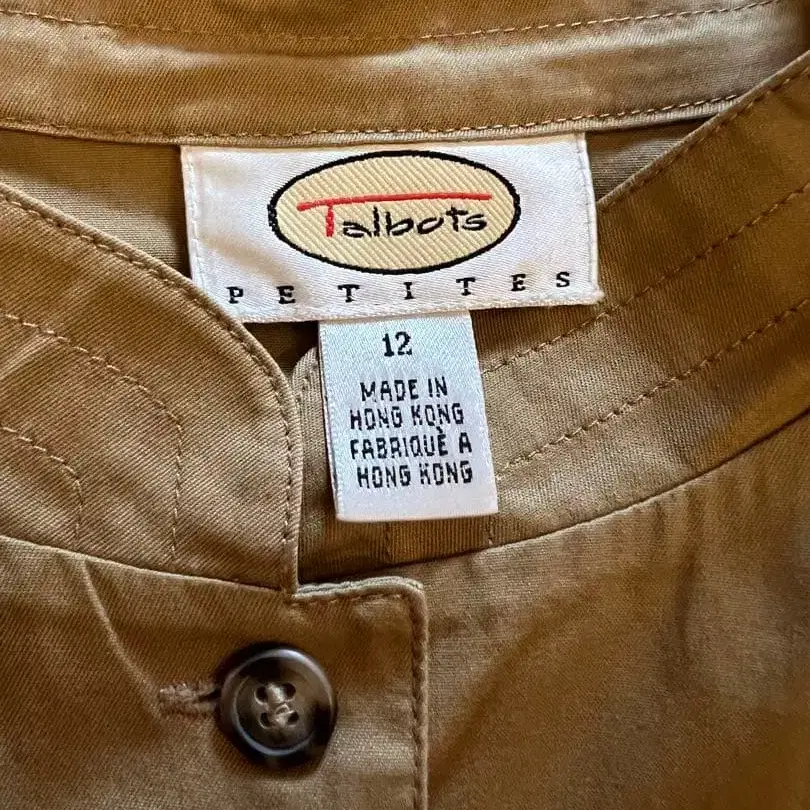 Talbots
PETITES
12
MADE IN
HONG KONG
FABRIQUÈ A
HONG KONG